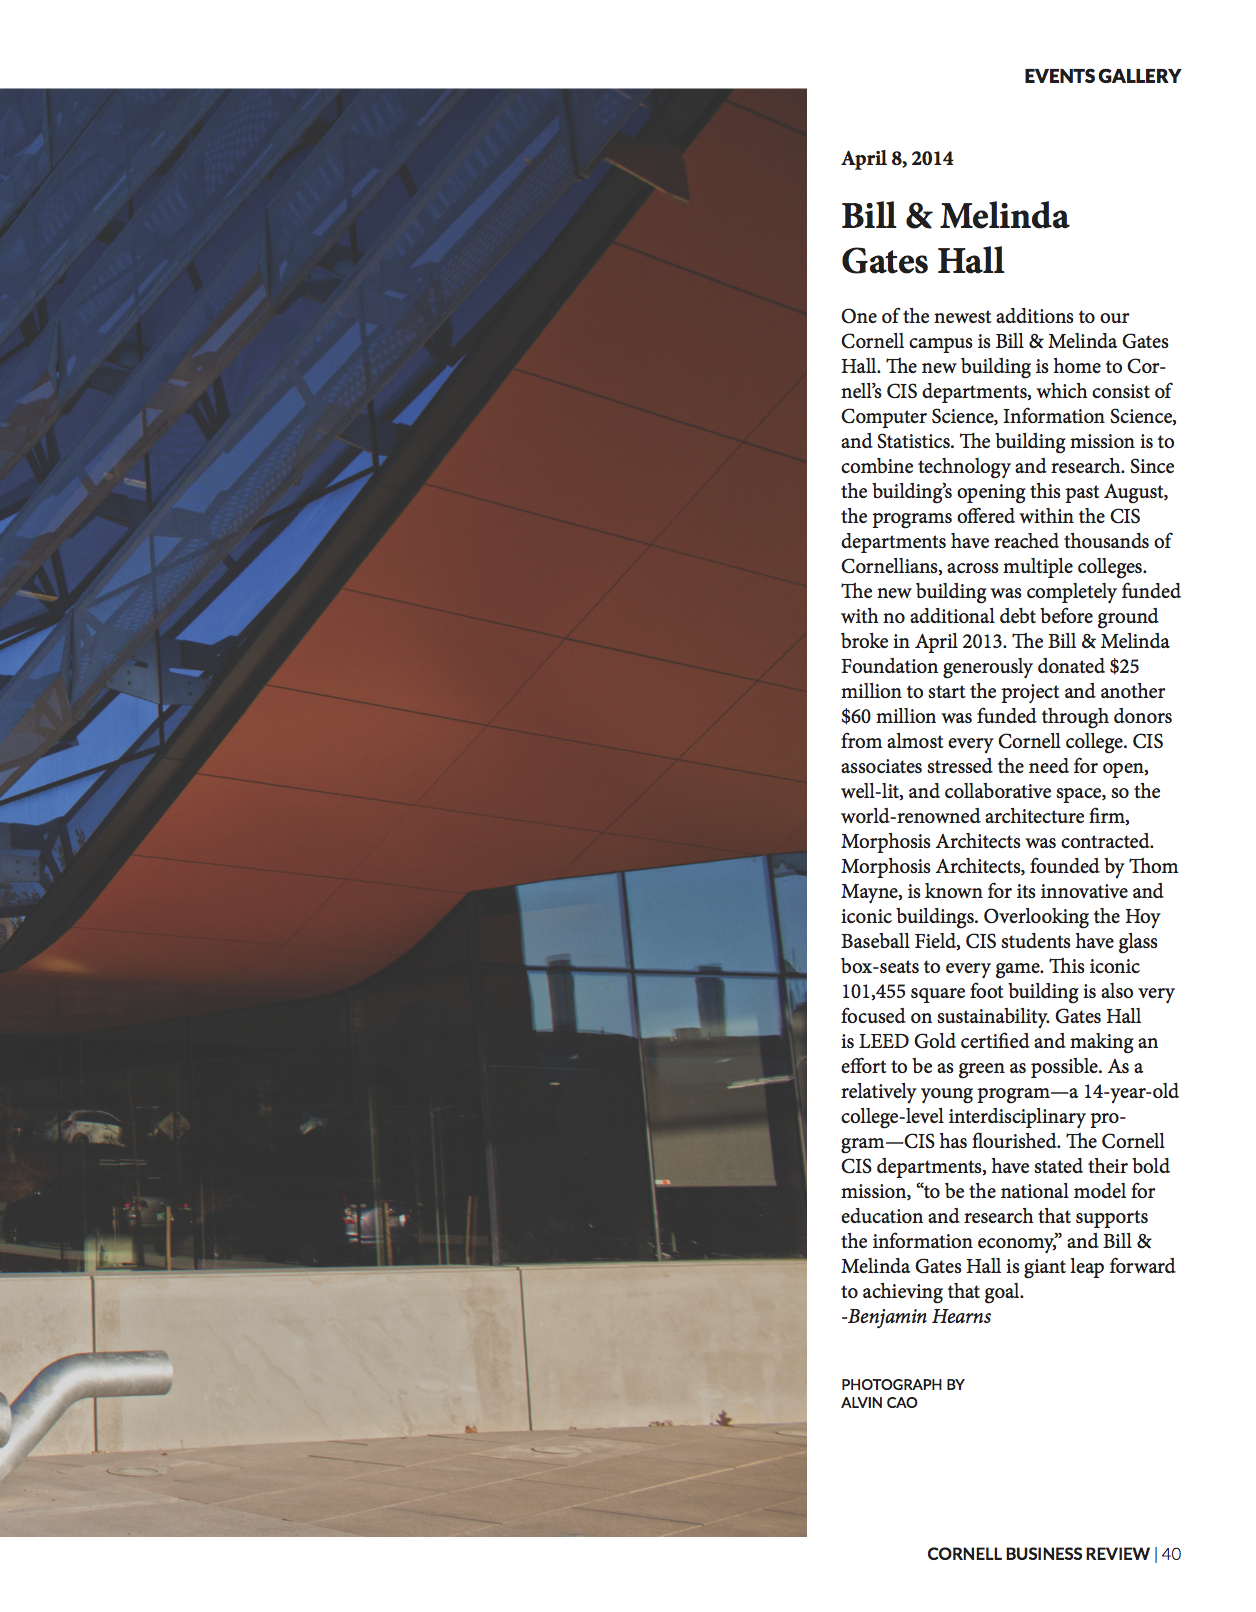 EVENTS GALLERY
April 8, 2014
Bill & Melinda
Gates Hall
One of the newest additions to our
Cornell campus is Bill & Melinda Gates
Hall. The new building is home to Cor-
nell’s CIS departments, which consist of
Computer Science, Information Science,
and Statistics. The building mission is to
combine technology and research. Since
the building’s opening this past August,
the programs offered within the CIS
departments have reached thousands of
Cornellians, across multiple colleges.
The new building was completely funded
with no additional debt before ground
broke in April 2013. The Bill & Melinda
Foundation generously donated $25
million to start the project and another
$60 million was funded through donors
from almost every Cornell college. CIS
associates stressed the need for open,
well-lit, and collaborative space, so the
world-renowned architecture firm,
Morphosis Architects was contracted.
Morphosis Architects, founded by Thom
Mayne, is known for its innovative and
iconic buildings. Overlooking the Hoy
Baseball Field, CIS students have glass
box-seats to every game. This iconic
101,455 square foot building is also very
focused on sustainability. Gates Hall
is LEED Gold certified and making an
effort to be as green as possible. As a
relatively young program—a 14-year-old
college-level interdisciplinary pro-
gram—CIS has flourished. The Cornell
CIS departments, have stated their bold
mission, “to be the national model for
education and research that supports
the information economy,” and Bill &
Melinda Gates Hall is giant leap forward
to achieving that goal.
-Benjamin Hearns
PHOTOGRAPH BY
ALVIN CAO
CORNELL BUSINESS REVIEW | 40